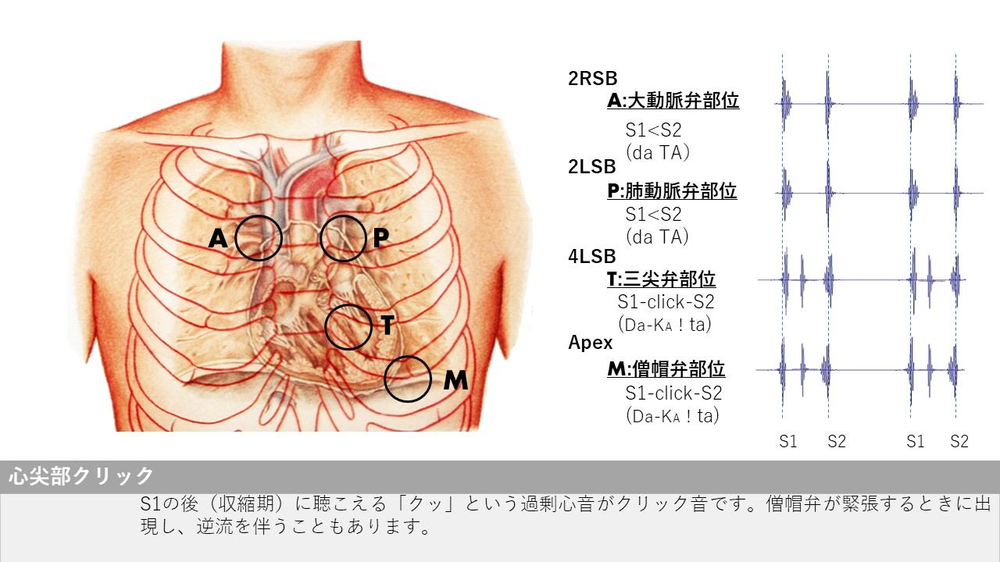 A
P
T
M
2RSB
A:大動脈弁部位
S1<S2
(da TA)
2LSB
P:肺動脈弁部位
S1<S2
(da TA)
4LSB
T:三尖弁部位
S1-click-S2
(Da-KA！ta)
Apex
M:僧帽弁部位
S1-click-S2
(Da-KA！ta)
S1 S2 S1 S2
心尖部クリック
S1の後（収縮期）に聴こえる「クッ」という過剰心音がクリック音です。僧帽弁が緊張するときに出
現し、逆流を伴うこともあります。